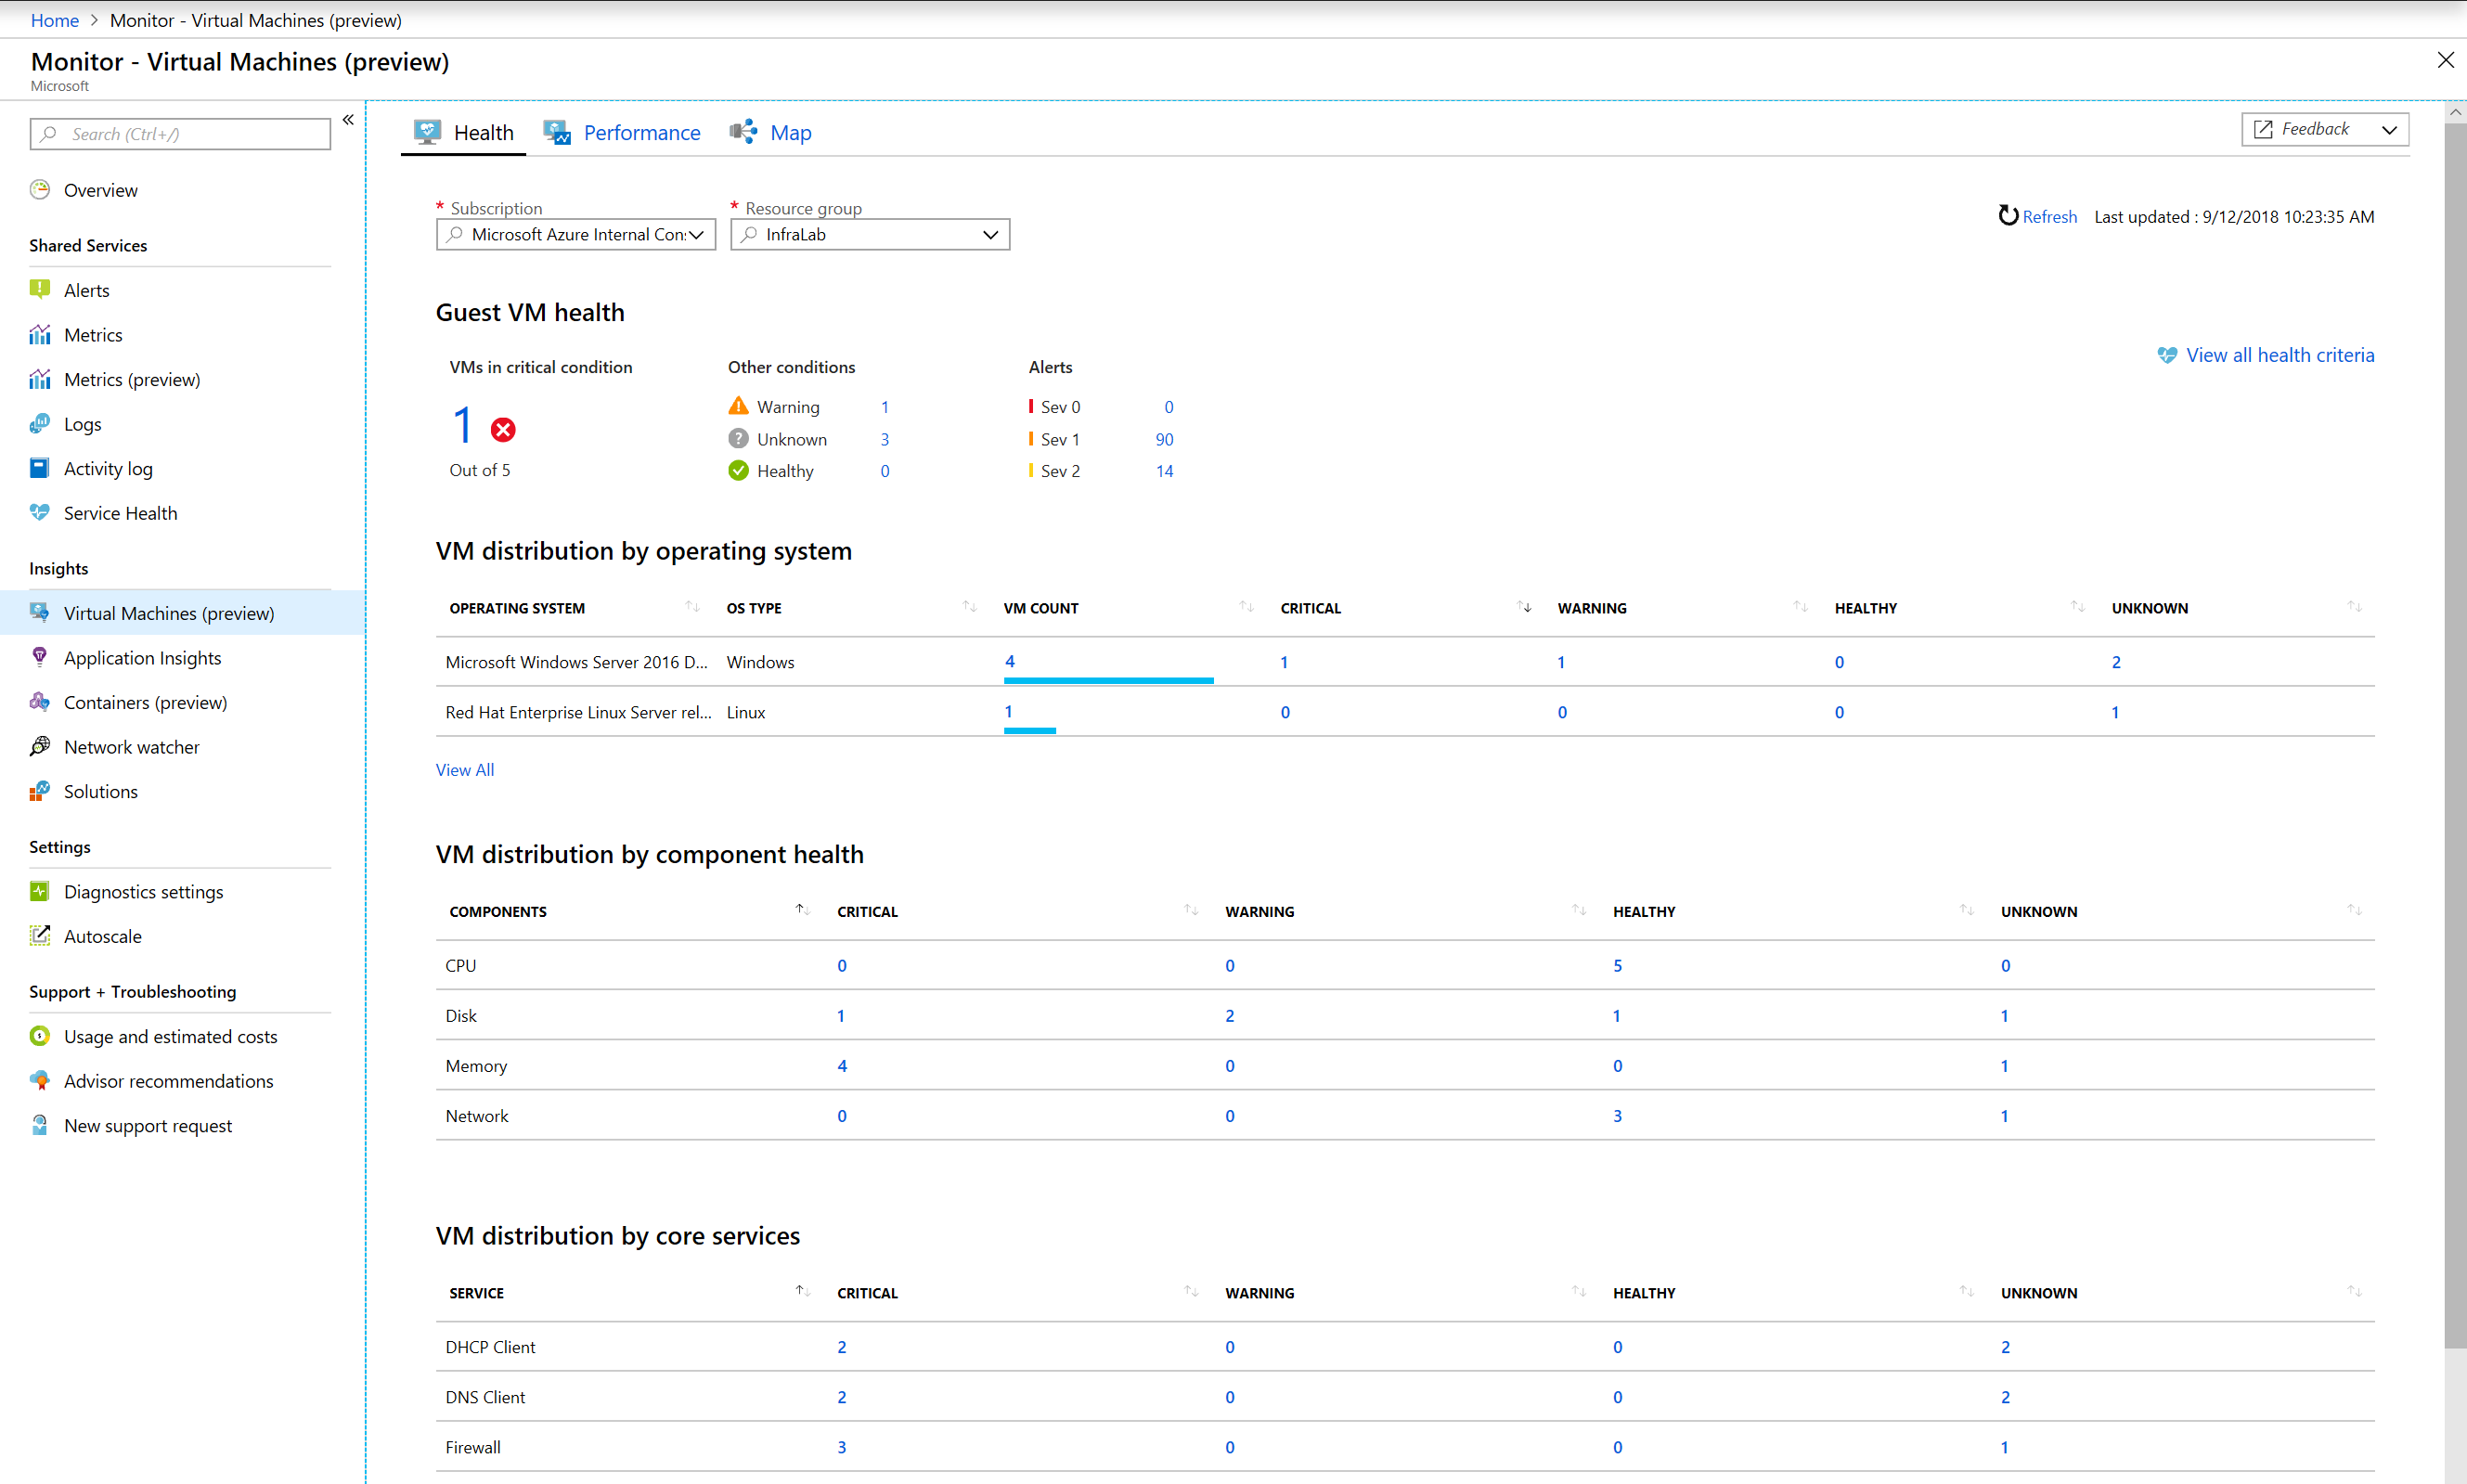 Home > Monitor - Virtual Machines (preview)
Monitor - Virtual Machines (preview)
Microsoft
Search (Ctrl+/)
«
Overview
Shared Services
Alerts
Metrics
Metrics (preview)
Logs
Activity log
Service Health
Insights
Virtual Machines (preview)
Application Insights
Containers (preview)
Network watcher
Solutions
Settings
Diagnostics settings
Autoscale
Support + Troubleshooting
Usage and estimated costs
Advisor recommendations
New support request
Health Performance Map
Feedback
* Subscription * Resource group
Microsoft Azure Internal Con: InfraLab
Refresh Last updated : 9/12/2018 10:23:35 AM
Guest VM health
View all health criteria
VMs in critical condition Other conditions Alerts
1
Out of 5
Warning 1
Unknown 3
Healthy 0
Sev 0 0
Sev 1 90
Sev 2 14
VM distribution by operating system
OPERATING SYSTEM OS TYPE VM COUNT CRITICAL WARNING HEALTHY UNKNOWN
Microsoft Windows Server 2016 D... Windows 4 1 1 0 2
Red Hat Enterprise Linux Server rel... Linux 1 0 0 0 1
View All
VM distribution by component health
COMPONENTS CRITICAL WARNING HEALTHY UNKNOWN
CPU 0 0 5 0
Disk 1 2 1 1
Memory 4 0 0 1
Network 0 0 3 1
VM distribution by core services
SERVICE CRITICAL WARNING HEALTHY UNKNOWN
DHCP Client 2 0 0 2
DNS Client 2 0 0 2
Firewall 3 0 0 1